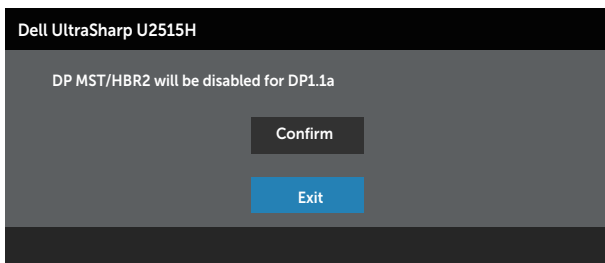 Dell UltraSharp U2515H
DP MST/HBR2 will be disabled for DP1.1a
Confirm
Exit